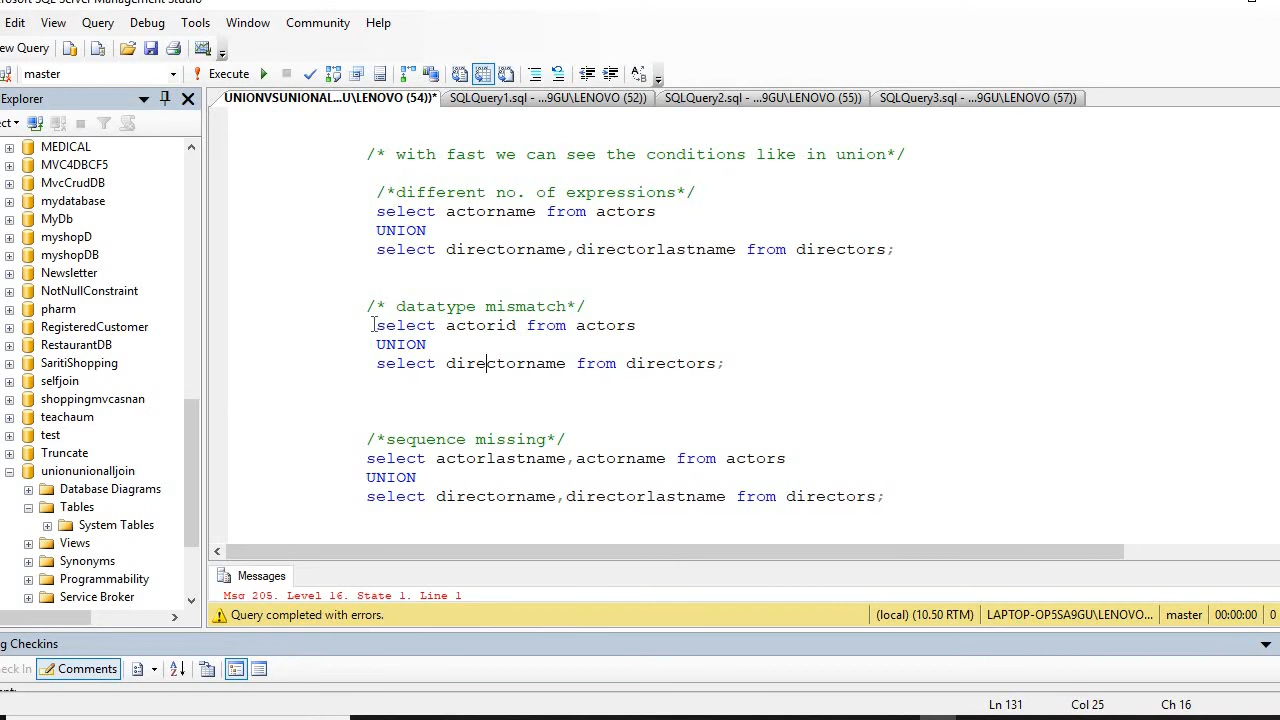 Edit View Query Debug Tools Window Community Help
ew Query
master Execute
Explorer UNIONVSUNIONAL...U\LENOVO (54))* SQLQuery1.sql - ...9GU\LENOVO (52)) SQLQuery2.sql - ...9GU\LENOVO (55)) SQLQuery3.sql - ...9GU\LENOVO (57))
ect
MEDICAL
MVC4DBCF5
MvcCrudDB
mydatabase
MyDb
myshopD
myshopDB
Newsletter
NotNullConstraint
pharm
RegisteredCustomer
RestaurantDB
SaritiShopping
selfjoin
shoppingmvcasnan
teachaum
test
Truncate
unionunionalljoin
Database Diagrams
Tables
System Tables
Views
Synonyms
Programmability
Service Broker
/* with fast we can see the conditions like in union*/
/*different no. of expressions*/
select actorname from actors
UNION
select directorname,directorlastname from directors;
/* datatype mismatch*/
select actorid from actors
UNION
select directorname from directors;
/*sequence missing*/
select actorlastname,actorname from actors
UNION
select directorname,directorlastname from directors;
Messages
Msg 205, Level 16, State 1, Line 1
Query completed with errors. (local) (10.50 RTM) LAPTOP-OP5SA9GU\LENOVO... master 00:00:00 0
g Checkins
eck In Comments
Ln 131 Col 25 Ch 16